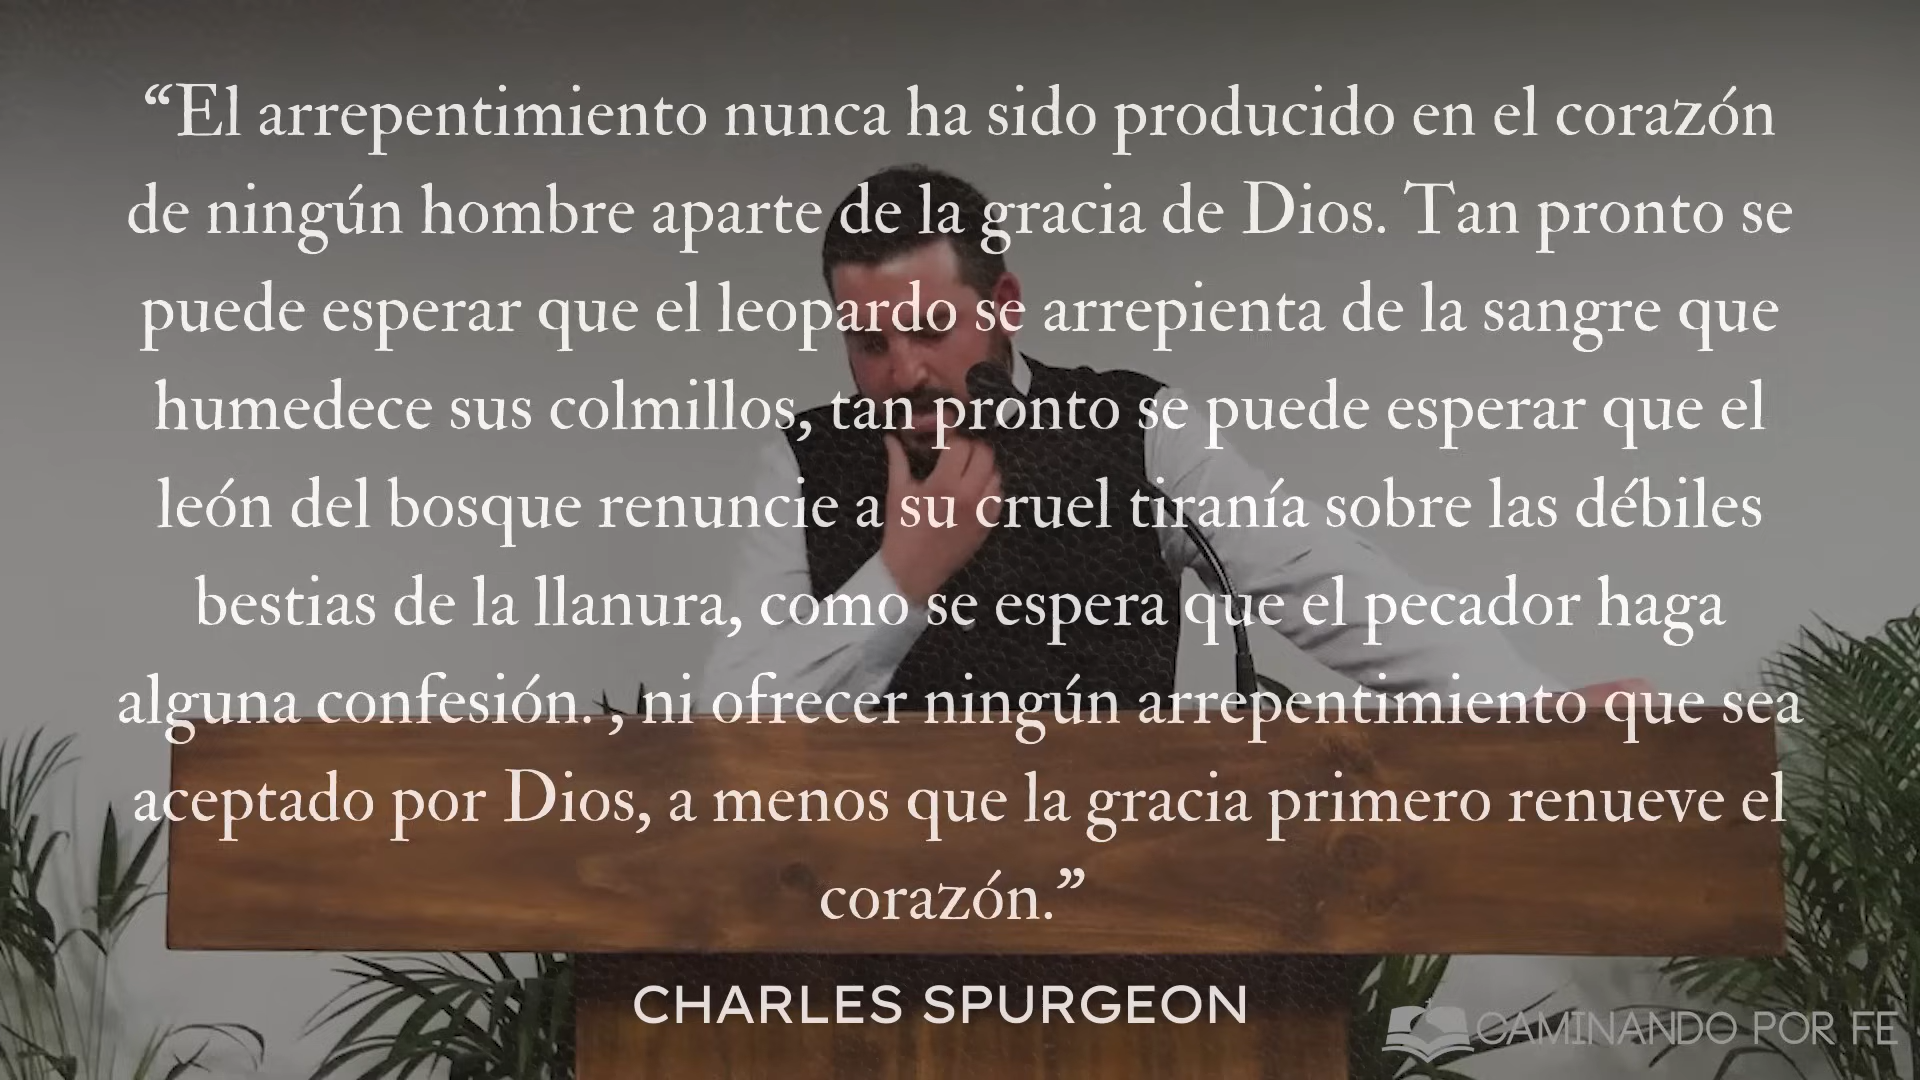 “El arrepentimiento nunca ha sido producido en el corazón
de ningún hombre aparte de la gracia de Dios. Tan pronto se
puede esperar que el leopardo se arrepienta de la sangre que
humedece sus colmillos, tan pronto se puede esperar que el
león del bosque renuncie a su cruel tiranía sobre las débiles
bestias de la llanura, como se espera que el pecador haga
alguna confesión. , ni ofrecer ningún arrepentimiento que sea
aceptado por Dios, a menos que la gracia primero renueve el
corazón.”
CHARLES SPURGEON
CAMINANDO POR FE